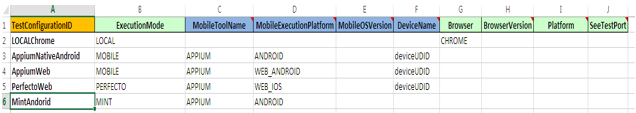 A B C D E F G H I J
1 TestConfigurationID ExecutionMode MobileToolName MobileExecutionPlatform MobileOSVersion DeviceName Browser BrowserVersion Platform SeeTestPort
2 LOCALChrome LOCAL CHROME
3 AppiumNativeAndroid MOBILE APPIUM ANDROID deviceUDID
4 AppiumWeb MOBILE APPIUM WEB_ANDROID deviceUDID
5 PerfectoWeb PERFECTO APPIUM WEB_IOS deviceUDID
6 MintAndorid MINT APPIUM ANDROID